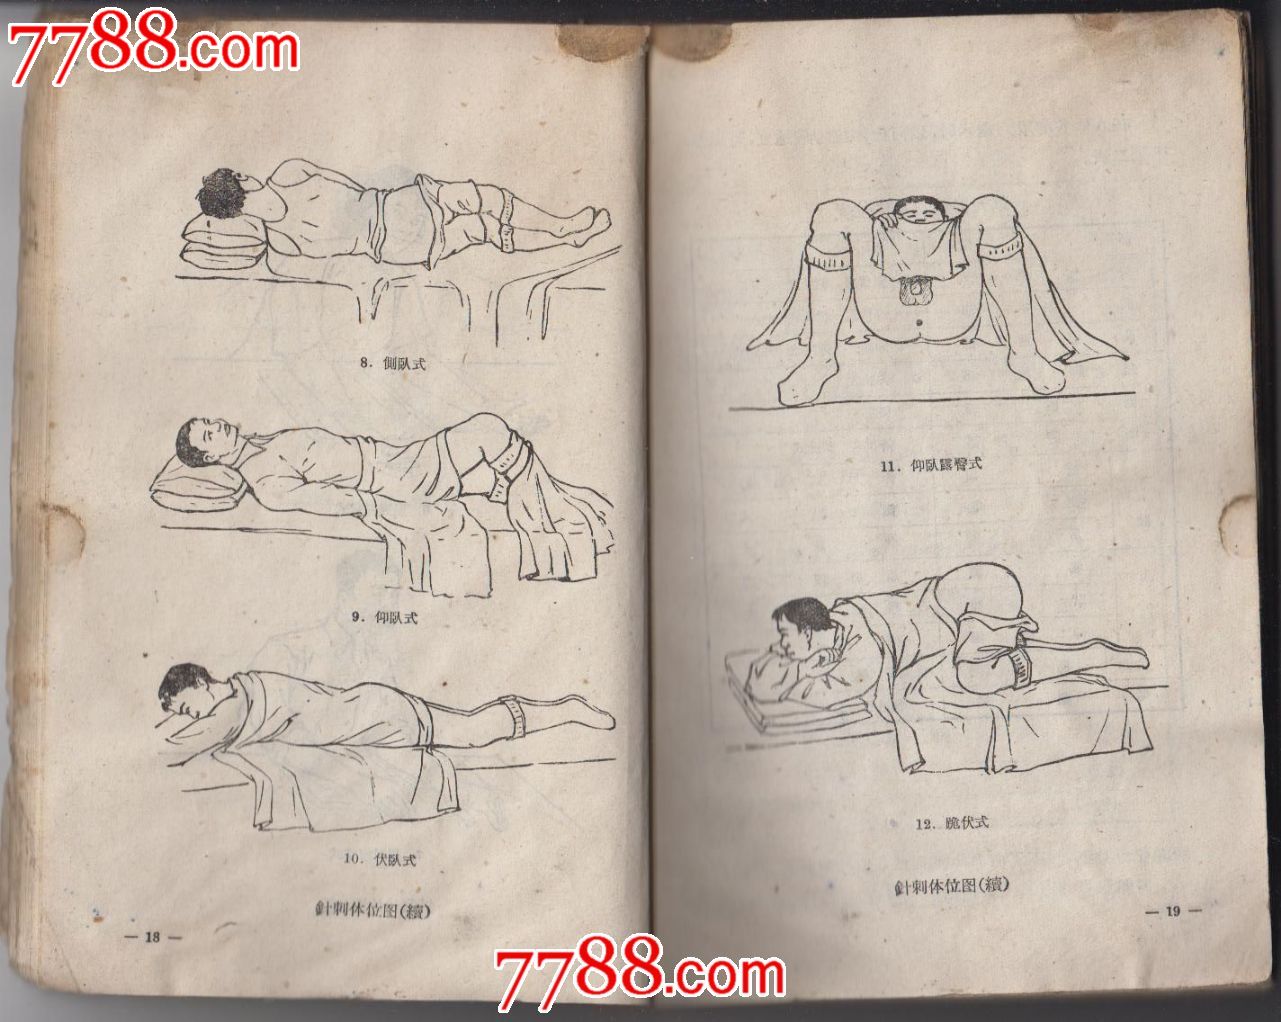 7788.com
8. 側臥式
9. 仰臥式
10. 伏臥式
針刺体位图(續)
— 18 —
11. 仰臥露臀式
12. 跪伏式
針刺体位图(續)
— 19 —
7788.com